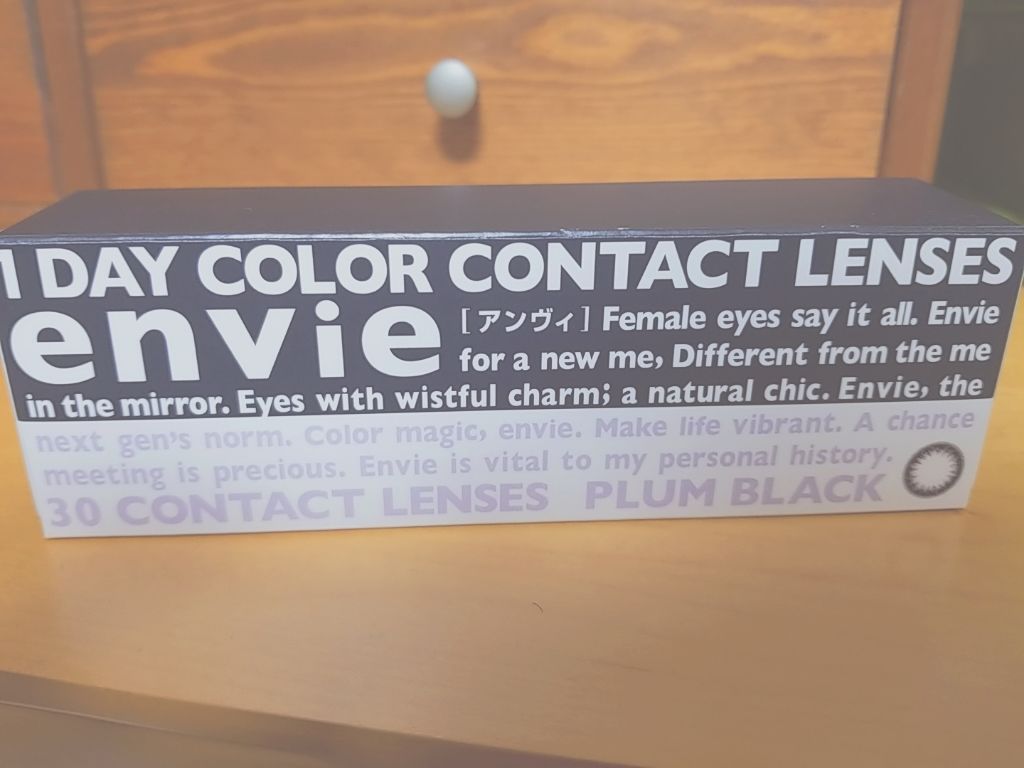 1 DAY COLOR CONTACT LENSES
envie [アンヴィ] Female eyes say it all. Envie
for a new me, Different from the me
in the mirror. Eyes with wistful charm; a natural chic. Envie, the
next gen's norm. Color magic, envie. Make life vibrant. A chance
meeting is precious. Envie is vital to my personal history.
30 CONTACT LENSES PLUM BLACK